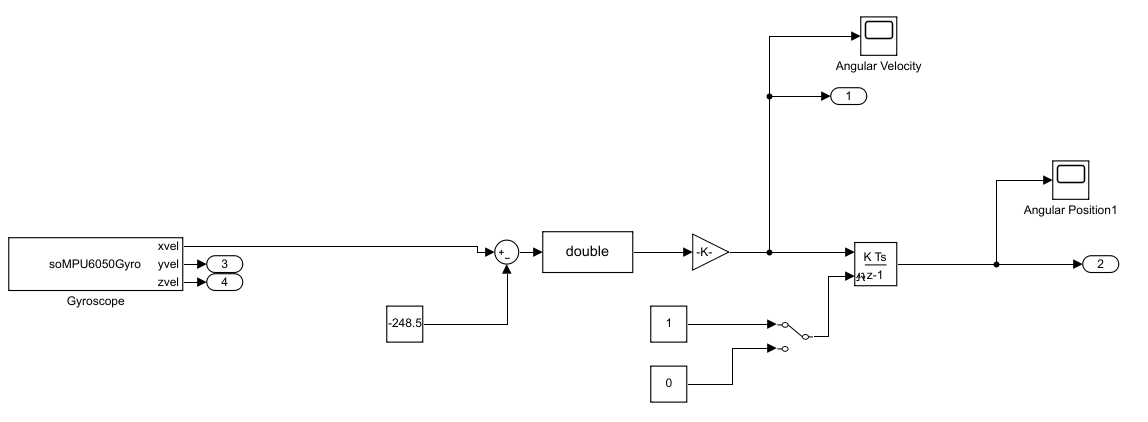 Angular Velocity
1
Angular Position1
xvel
soMPU6050Gyro
yvel
zvel
Gyroscope
3
4
+
−
double
-K-
K Ts
z-1
2
-248.5
1
0